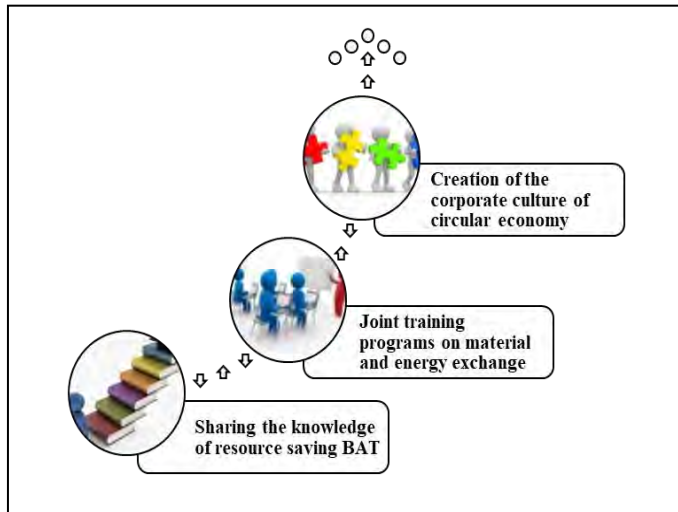 Creation of the
corporate culture of
circular economy
Joint training
programs on material
and energy exchange
Sharing the knowledge
of resource saving BAT